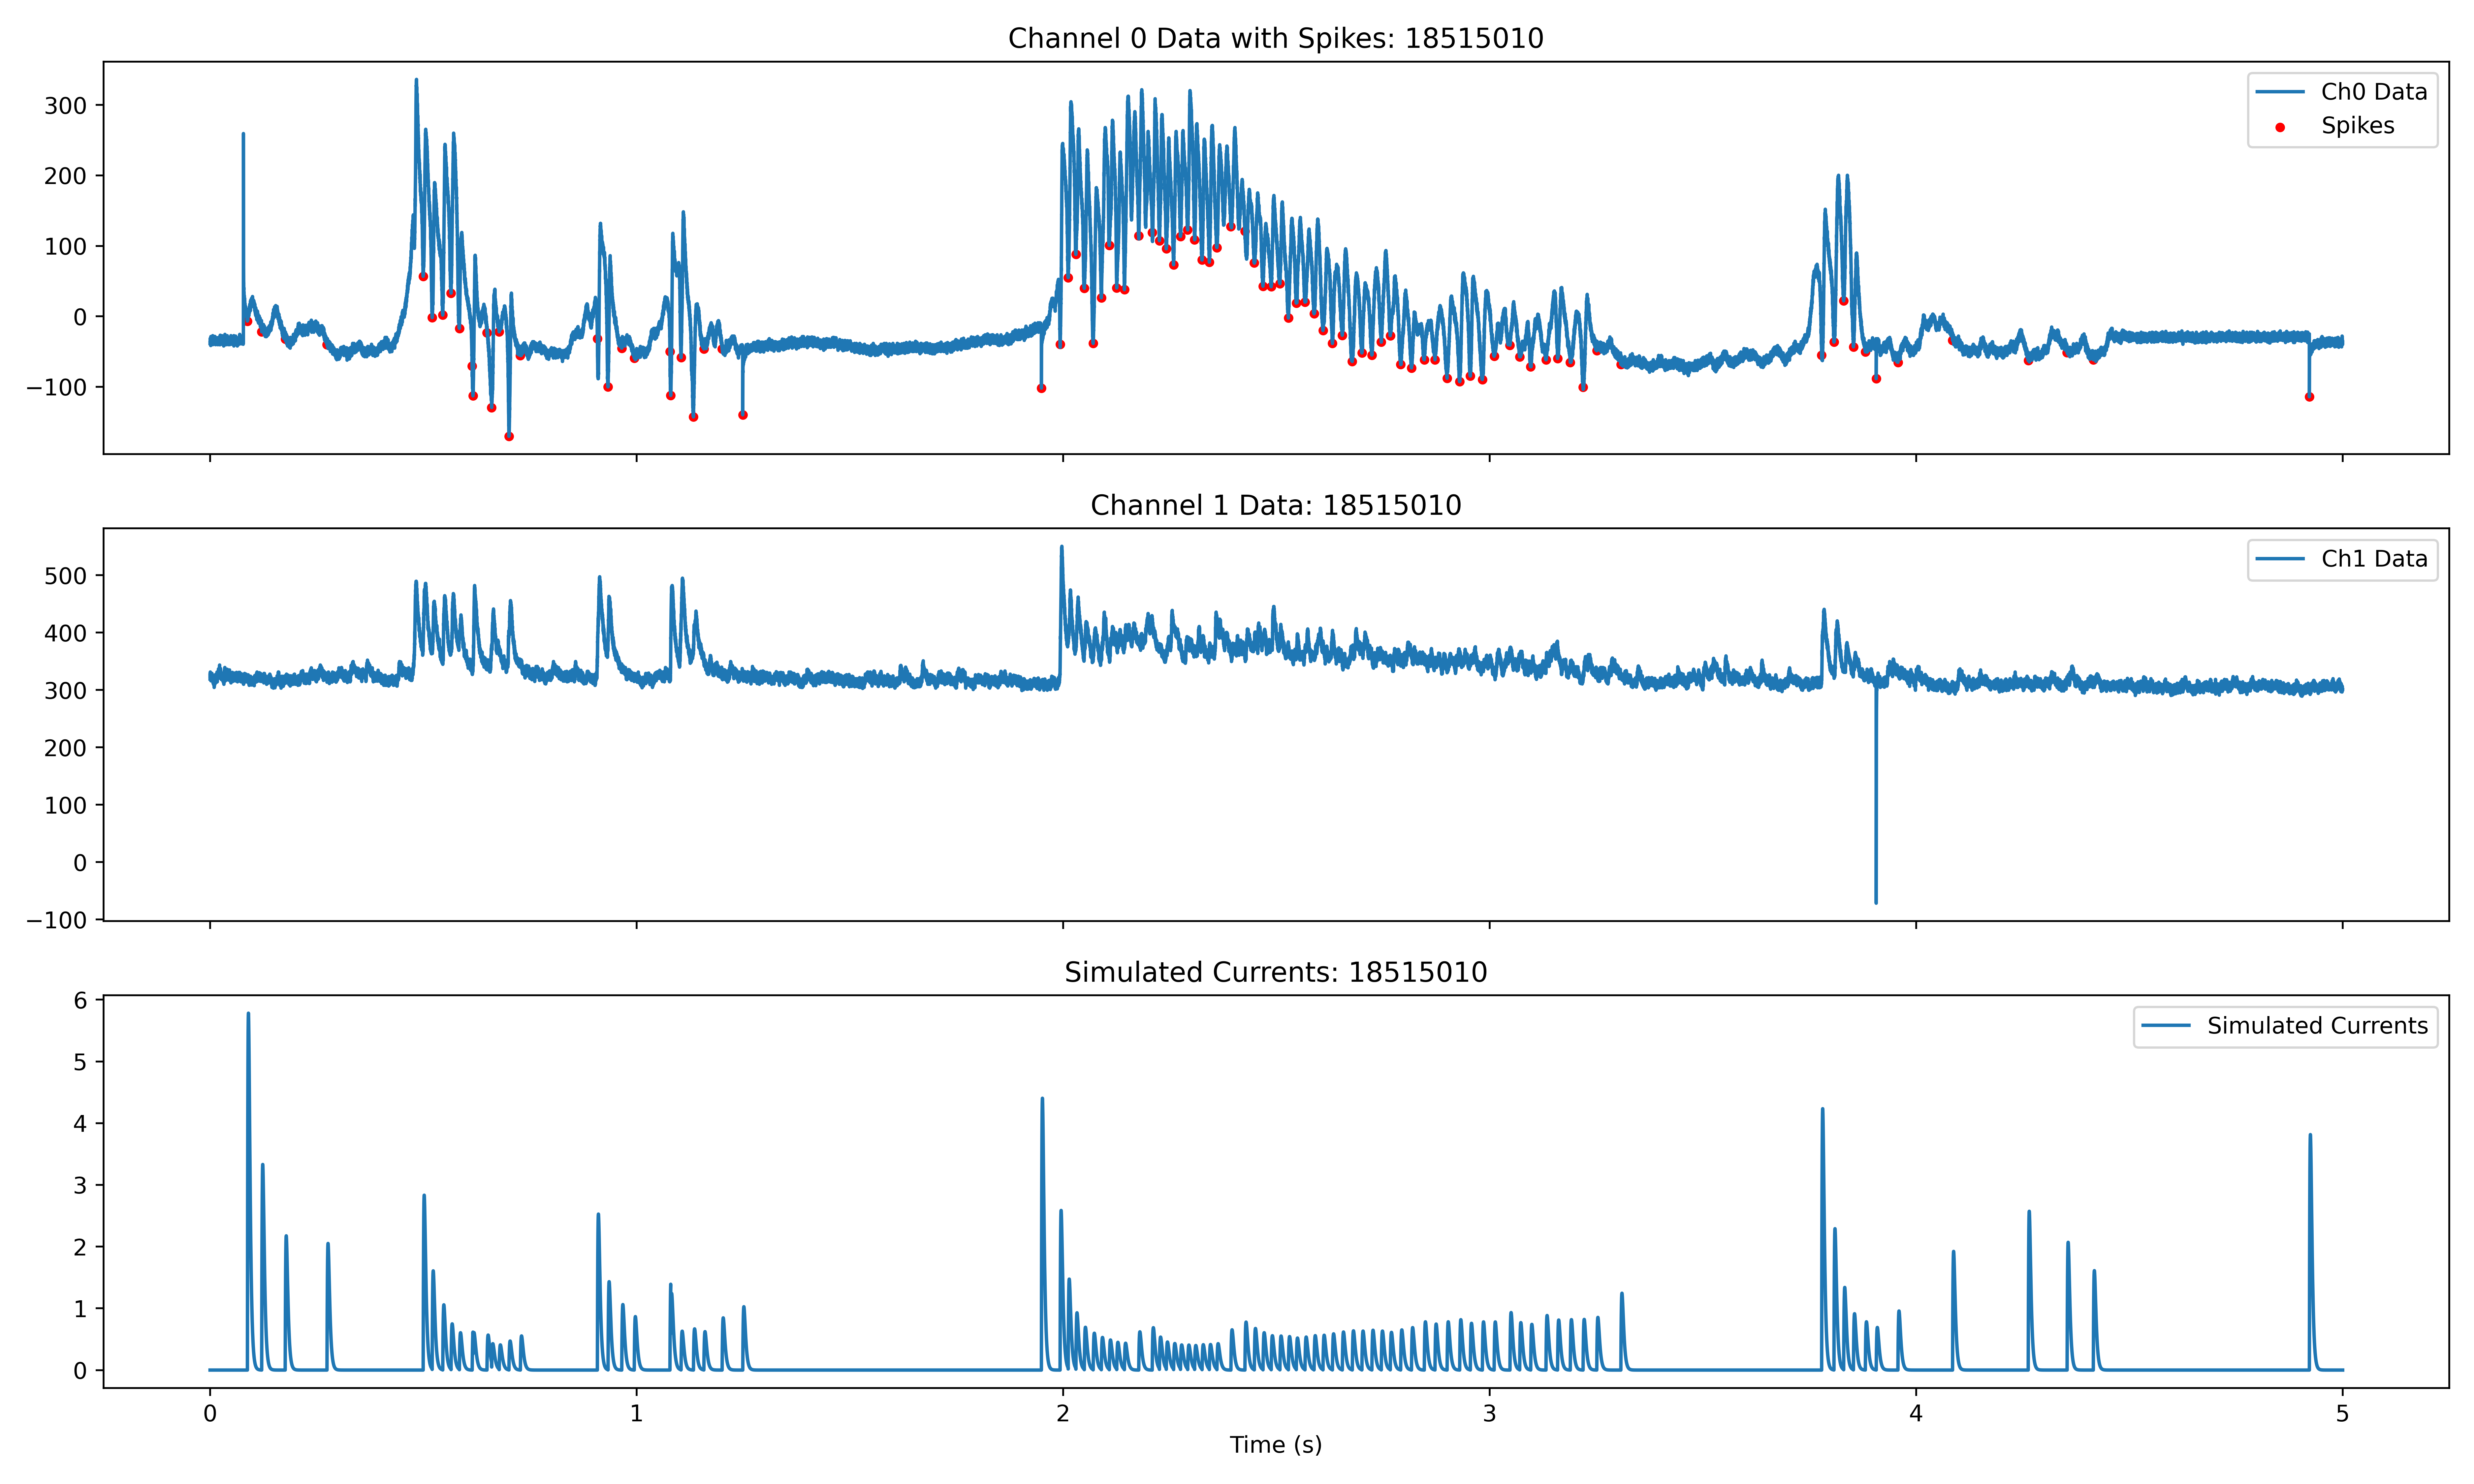 Channel 0 Data with Spikes: 18515010
300
200
100
0
−100
Ch0 Data
Spikes
Channel 1 Data: 18515010
500
400
300
200
100
0
−100
Ch1 Data
Simulated Currents: 18515010
6
5
4
3
2
1
0
Simulated Currents
0 1 2 3 4 5
Time (s)